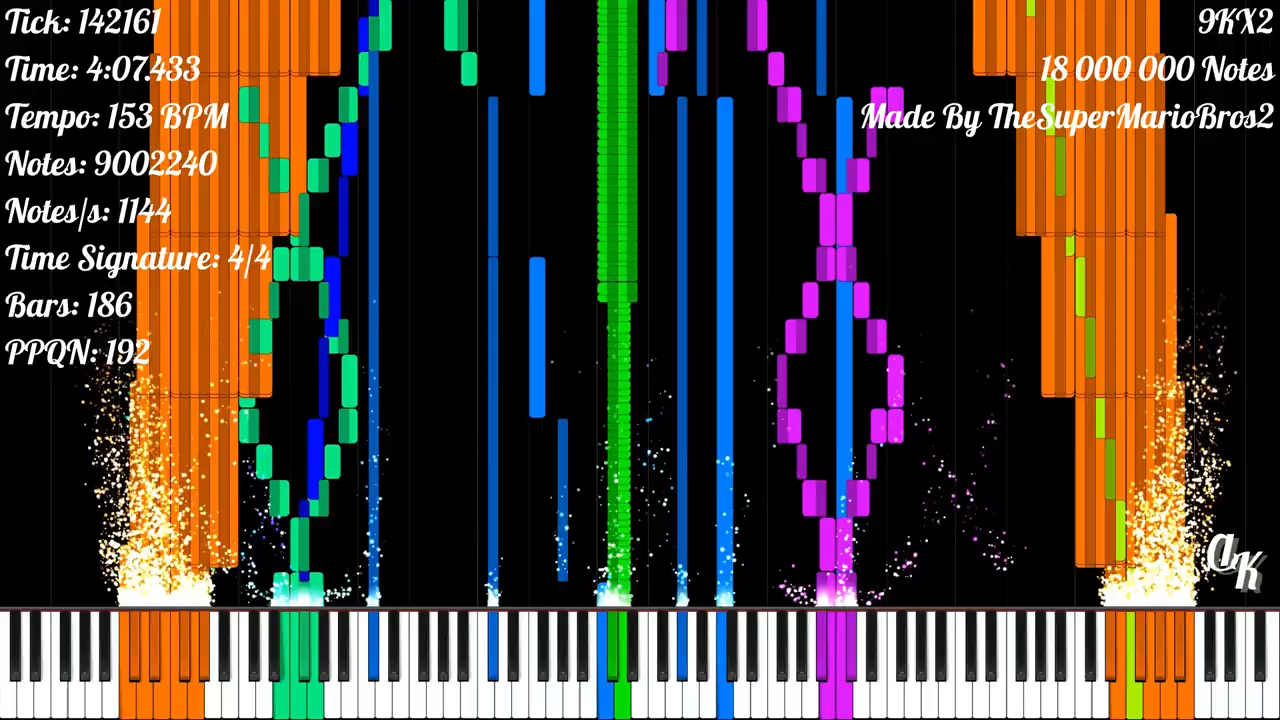 Tick: 142161
Time: 4:07.433
Tempo: 153 BPM
Notes: 9002240
Notes/s: 1144
Time Signature: 4/4
Bars: 186
PPQN: 192
9KX2
18 000 000 Notes
Made By TheSuperMarioBros2
aK